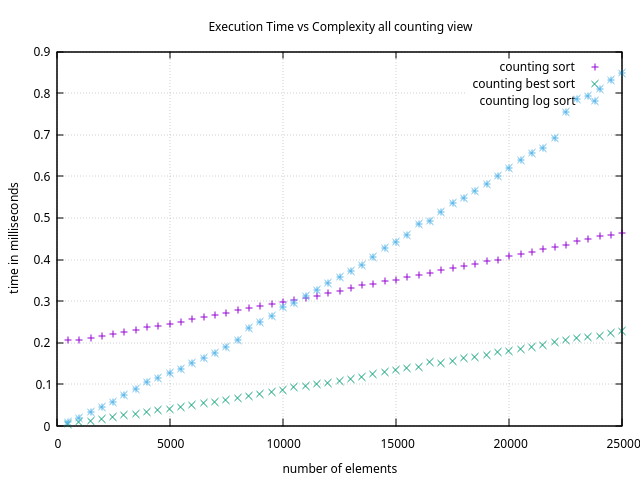 Execution Time vs Complexity all counting view
0.9
0.8
0.7
0.6
0.5
0.4
0.3
0.2
0.1
0
time in milliseconds
counting sort
counting best sort
counting log sort
0 5000 10000 15000 20000 25000
number of elements